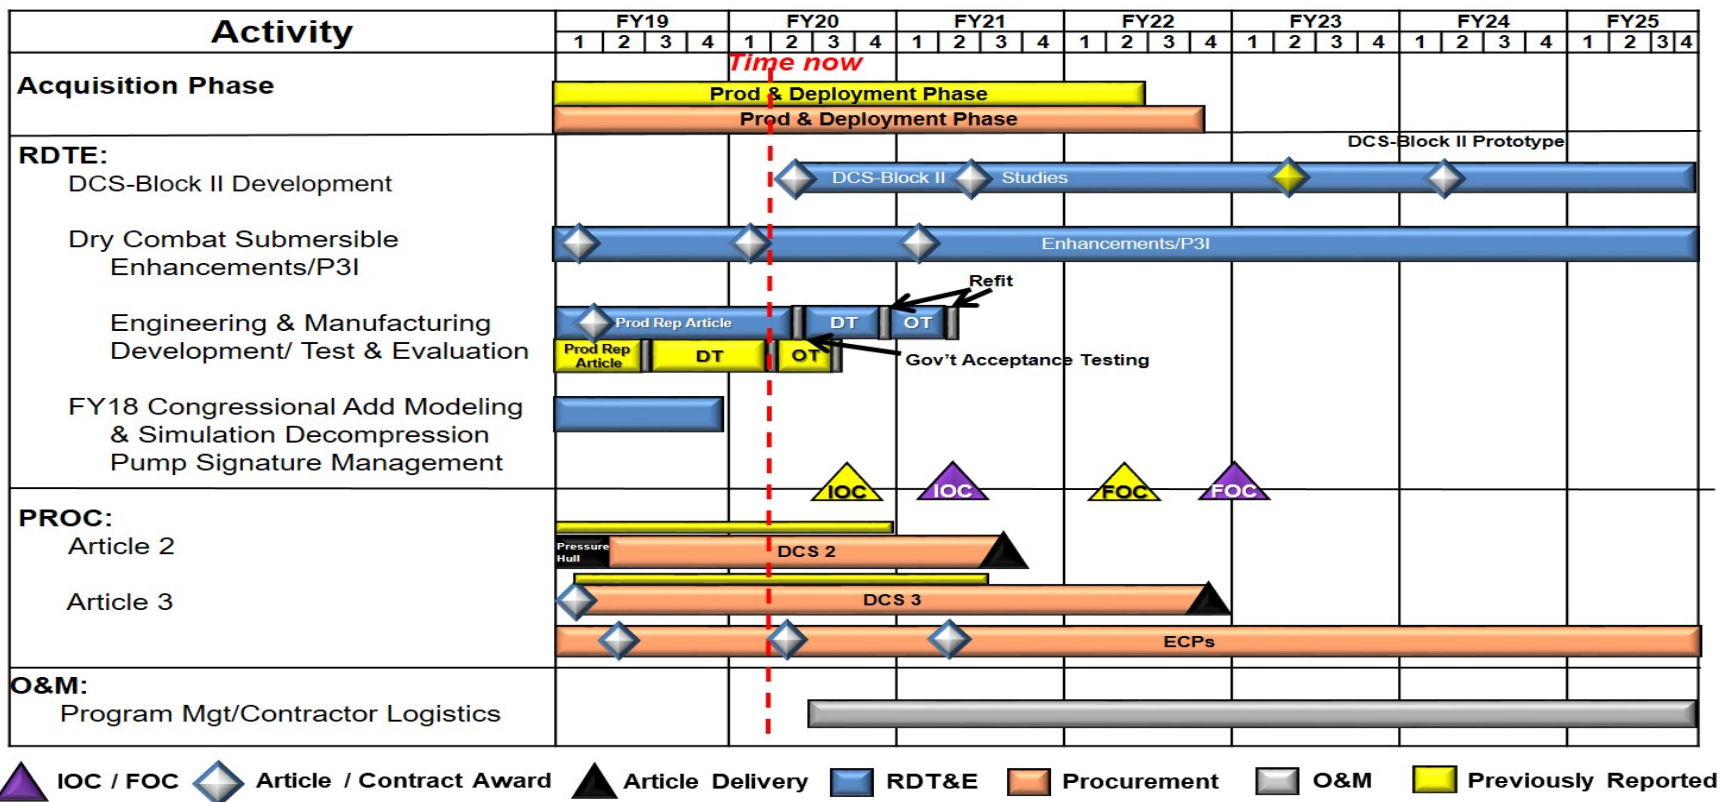 Activity
FY19 FY20 FY21 FY22 FY23 FY24 FY25
1 2 3 4 1 2 3 4 1 2 3 4 1 2 3 4 1 2 3 4 1 2 3 4 1 2 3 4
Time now
Acquisition Phase
Prod & Deployment Phase
Prod & Deployment Phase
DCS-Block II Prototype
RDTE:
DCS-Block II Development
DCS-Block II Studies
Dry Combat Submersible
Enhancements/P3I
Enhancements/P3I
Refit
Engineering & Manufacturing
Development/ Test & Evaluation
Prod Rep Article DT OT
Prod Rep
Article
DT OT
Gov't Acceptance Testing
FY18 Congressional Add Modeling
& Simulation Decompression
Pump Signature Management
IOC IOC FOC FOC
PROC:
Article 2
Pressure
Hull
DCS 2
Article 3
DCS 3
ECPs
O&M:
Program Mgt/Contractor Logistics
IOC / FOC Article / Contract Award Article Delivery RDT&E Procurement O&M Previously Reported